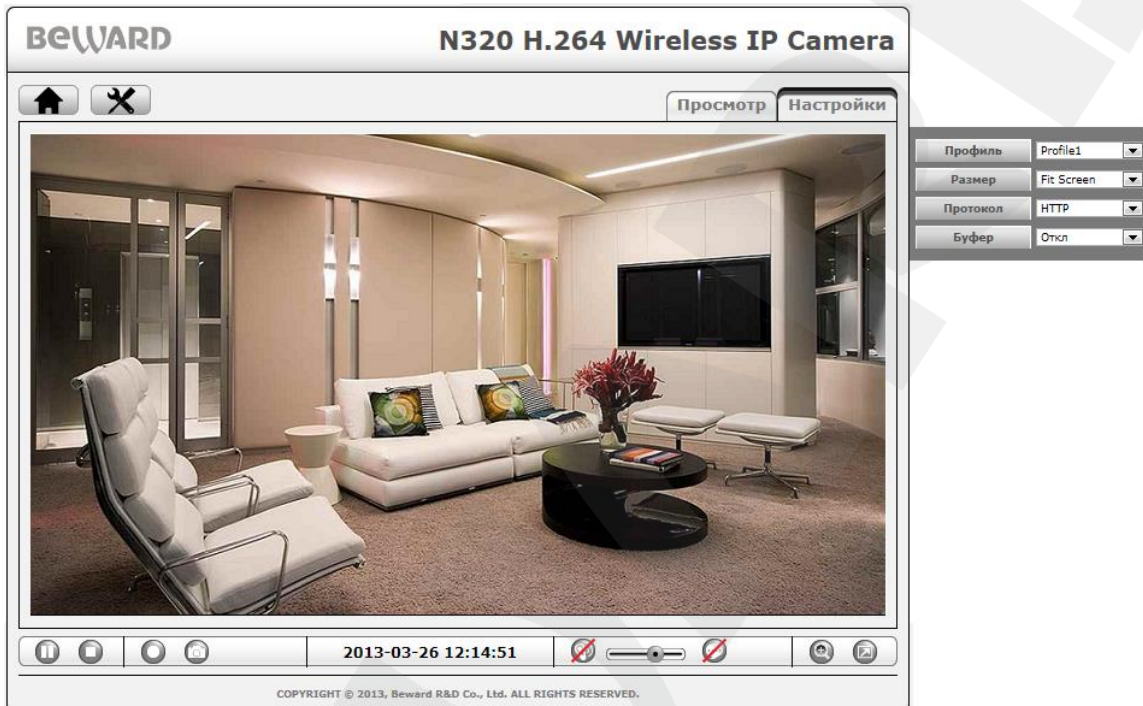 BEWARD
N320 H.264 Wireless IP Camera
Просмотр
Настройки
Профиль
Profile1
Размер
Fit Screen
Протокол
HTTP
Буфер
Откл
2013-03-26 12:14:51
COPYRIGHT © 2013, Beward R&D Co., Ltd. ALL RIGHTS RESERVED.